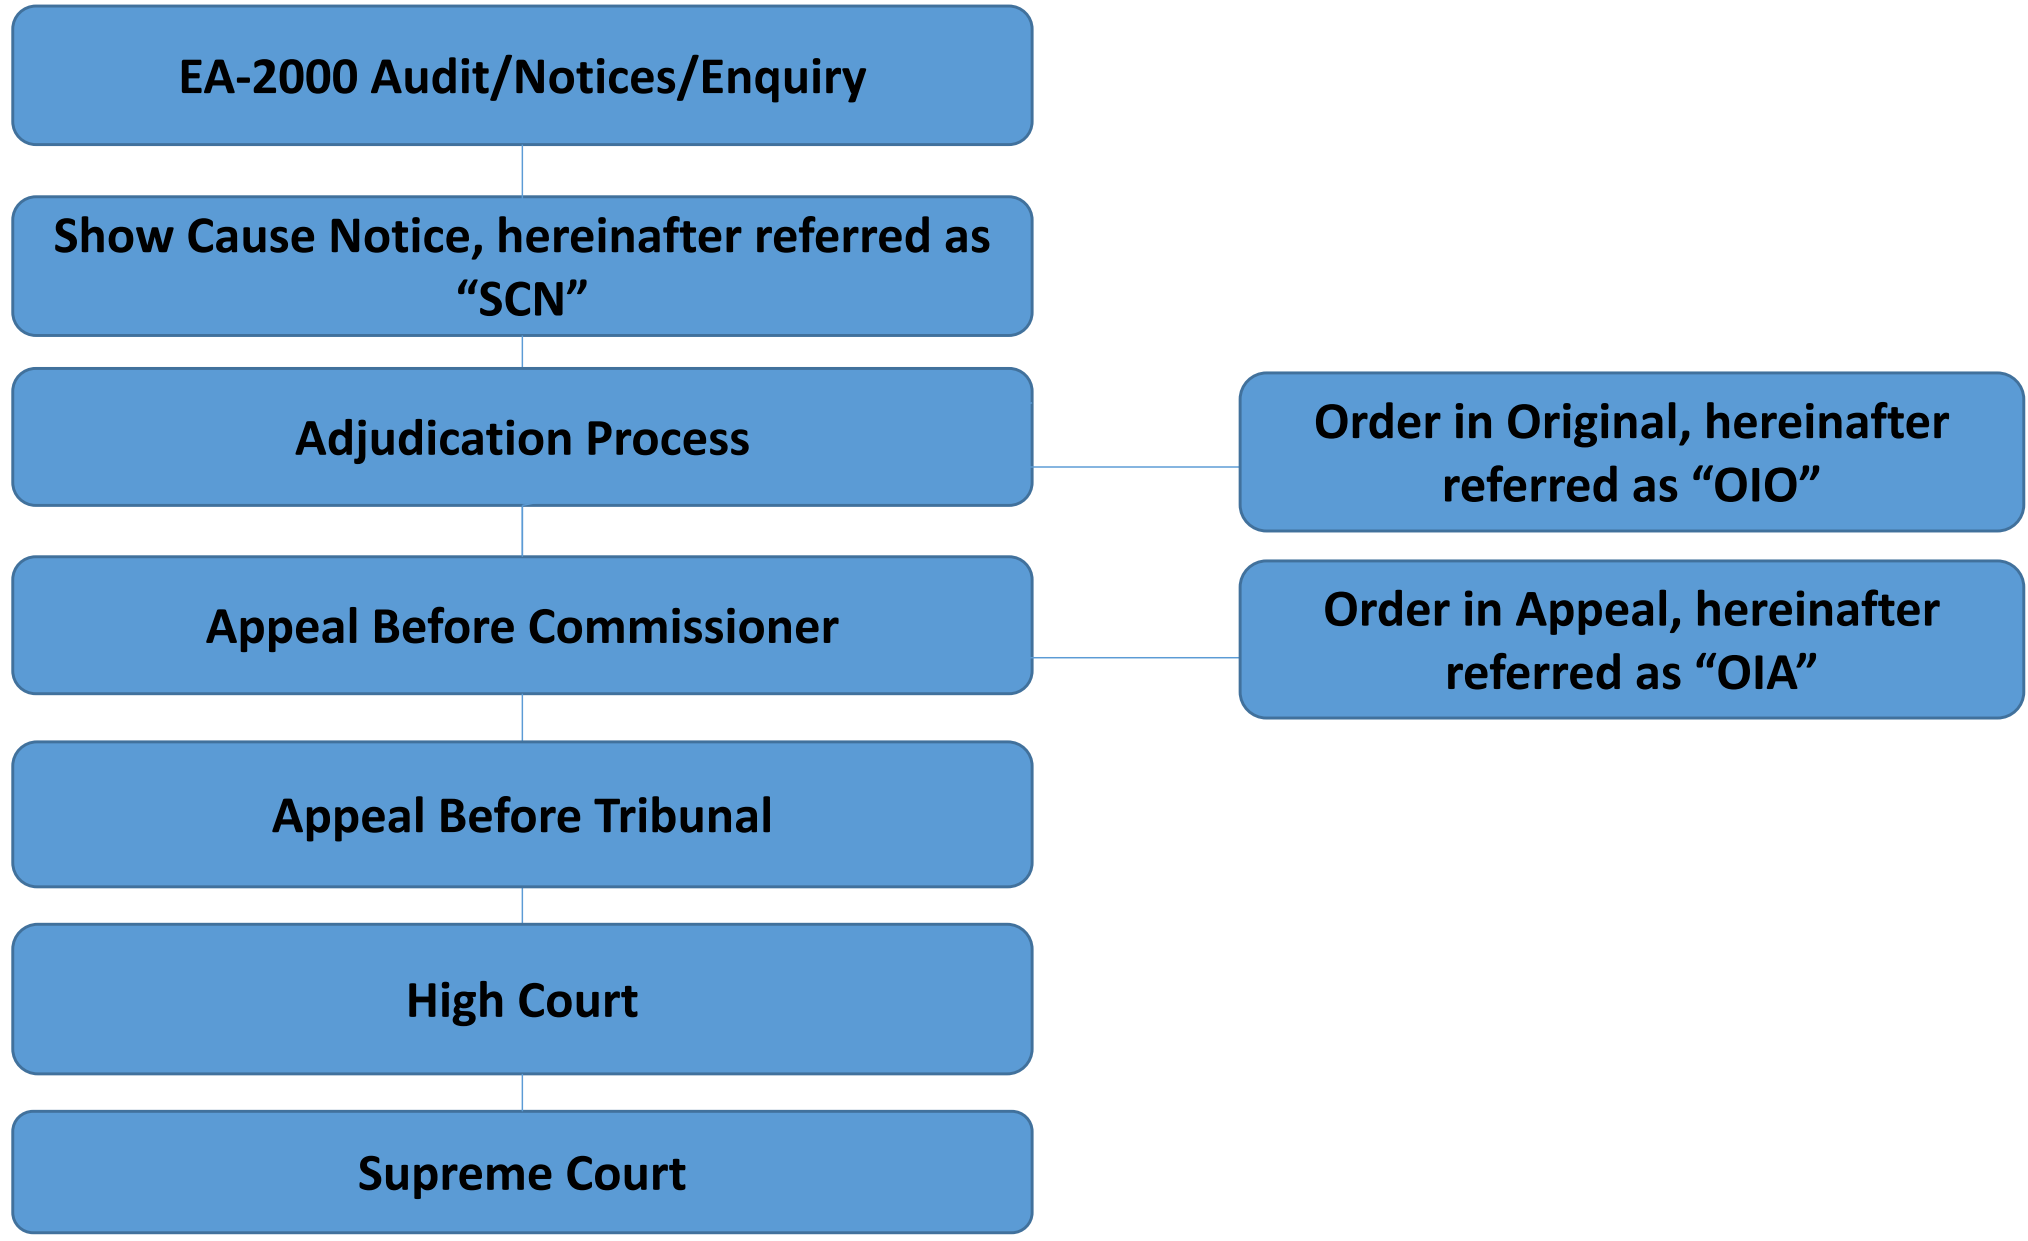 EA-2000 Audit/Notices/Enquiry
Show Cause Notice, hereinafter referred as
“SCN”
Adjudication Process
Order in Original, hereinafter
referred as “OIO”
Appeal Before Commissioner
Order in Appeal, hereinafter
referred as “OIA”
Appeal Before Tribunal
High Court
Supreme Court